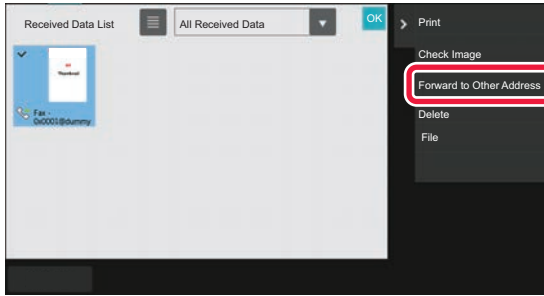 Received Data List
All Received Data
OK
Thumbnail
Fax -
0x0001@dummy
Print
Check Image
Forward to Other Address
Delete
File